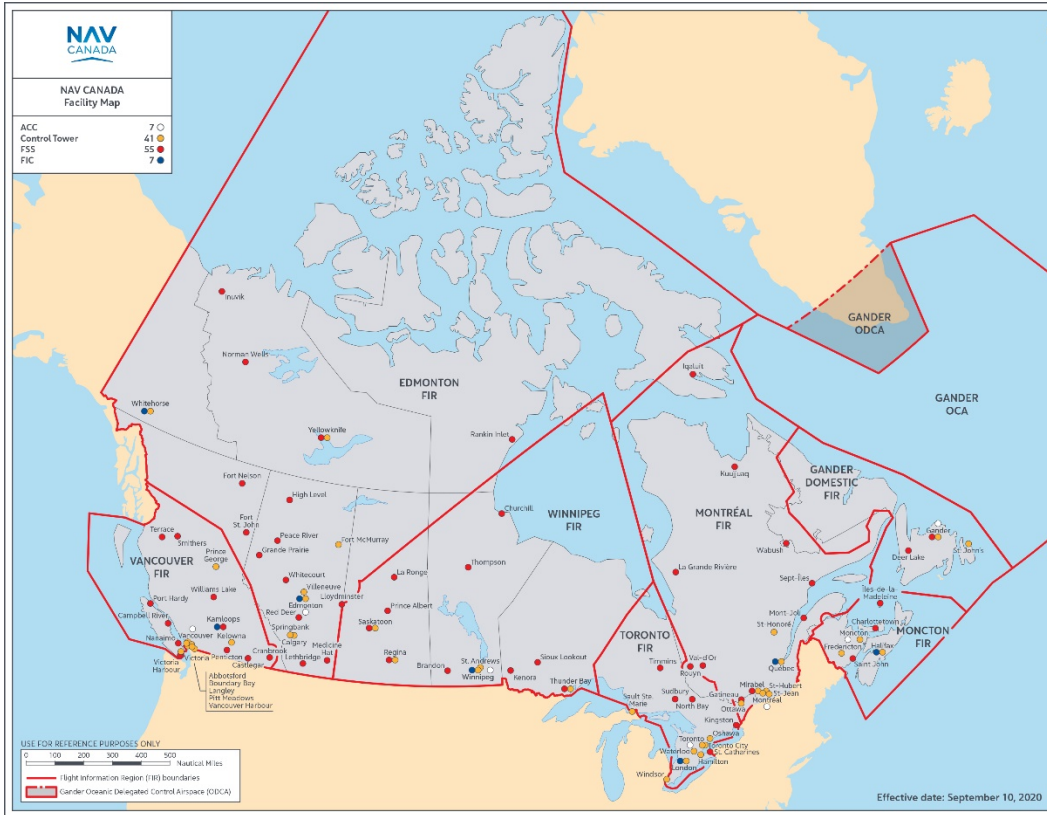 NAV
CANADA
NAV CANADA
Facility Map
ACC 7
Control Tower 41
FSS 55
FIC 7
GANDER
ODCA
GANDER
OCA
Inuvik
Norman Wells
EDMONTON
FIR
Iqaluit
Whitehorse
Yellowknife
Rankin Inlet
Kuujjuaq
GANDER
DOMESTIC
FIR
Fort Nelson
High Level
Churchill
WINNIPEG
FIR
MONTRÉAL
FIR
Gander
St. John's
Deer Lake
Fort
St. John
Peace River
Grande Prairie
Fort McMurray
Terrace
Smithers
Prince
George
VANCOUVER
FIR
Wabush
La Grande Rivière
Sept-Îles
Îles-de-la-
Madeleine
Thompson
La Ronge
Whitecourt
Villeneuve
Edmonton
Lloydminster
Red Deer
Prince Albert
Williams Lake
Port Hardy
Campbell River
Kamloops
Kelowna
Springbank
Calgary
Saskatoon
Mont-Joli
St-Honoré
Charlottetown
MONCTON
FIR
Moncton
Fredericton
Halifax
Saint John
Québec
TORONTO
FIR
Nanaimo
Vancouver
Victoria
Harbour
Victoria
Penticton
Castlegar
Cranbrook
Lethbridge
Medicine
Hat
Regina
Brandon
St. Andrews
Winnipeg
Kenora
Sioux Lookout
Thunder Bay
Timmins
Val-d'Or
Rouyn
Abbotsford
Boundary Bay
Langley
Pitt Meadows
Vancouver Harbour
Sault Ste.
Marie
Sudbury
North Bay
Gatineau
Ottawa
Mirabel
St-Hubert
St-Jean
Montréal
Kingston
Oshawa
Toronto
Toronto City
St. Catharines
Waterloo
Hamilton
London
Windsor
USE FOR REFERENCE PURPOSES ONLY
0 100 200 300 400 500 Nautical Miles
Flight Information Region (FIR) boundaries
Gander Oceanic Delegated Control Airspace (ODCA)
Effective date: September 10, 2020